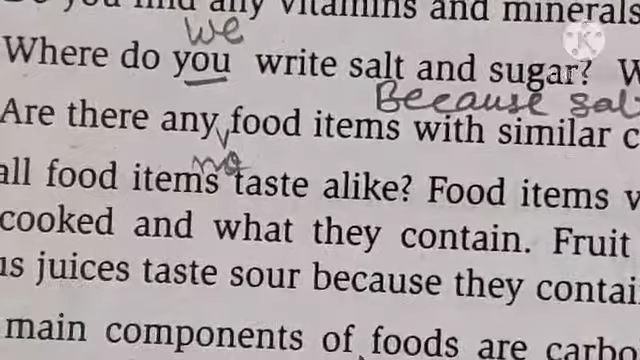 Do you find any vitamins and minerals
we
Where do you write salt and sugar? W
Because sal
Are there any food items with similar c
no
all food items taste alike? Food items v
cooked and what they contain. Fruit
us juices taste sour because they contai
main components of foods are carbo